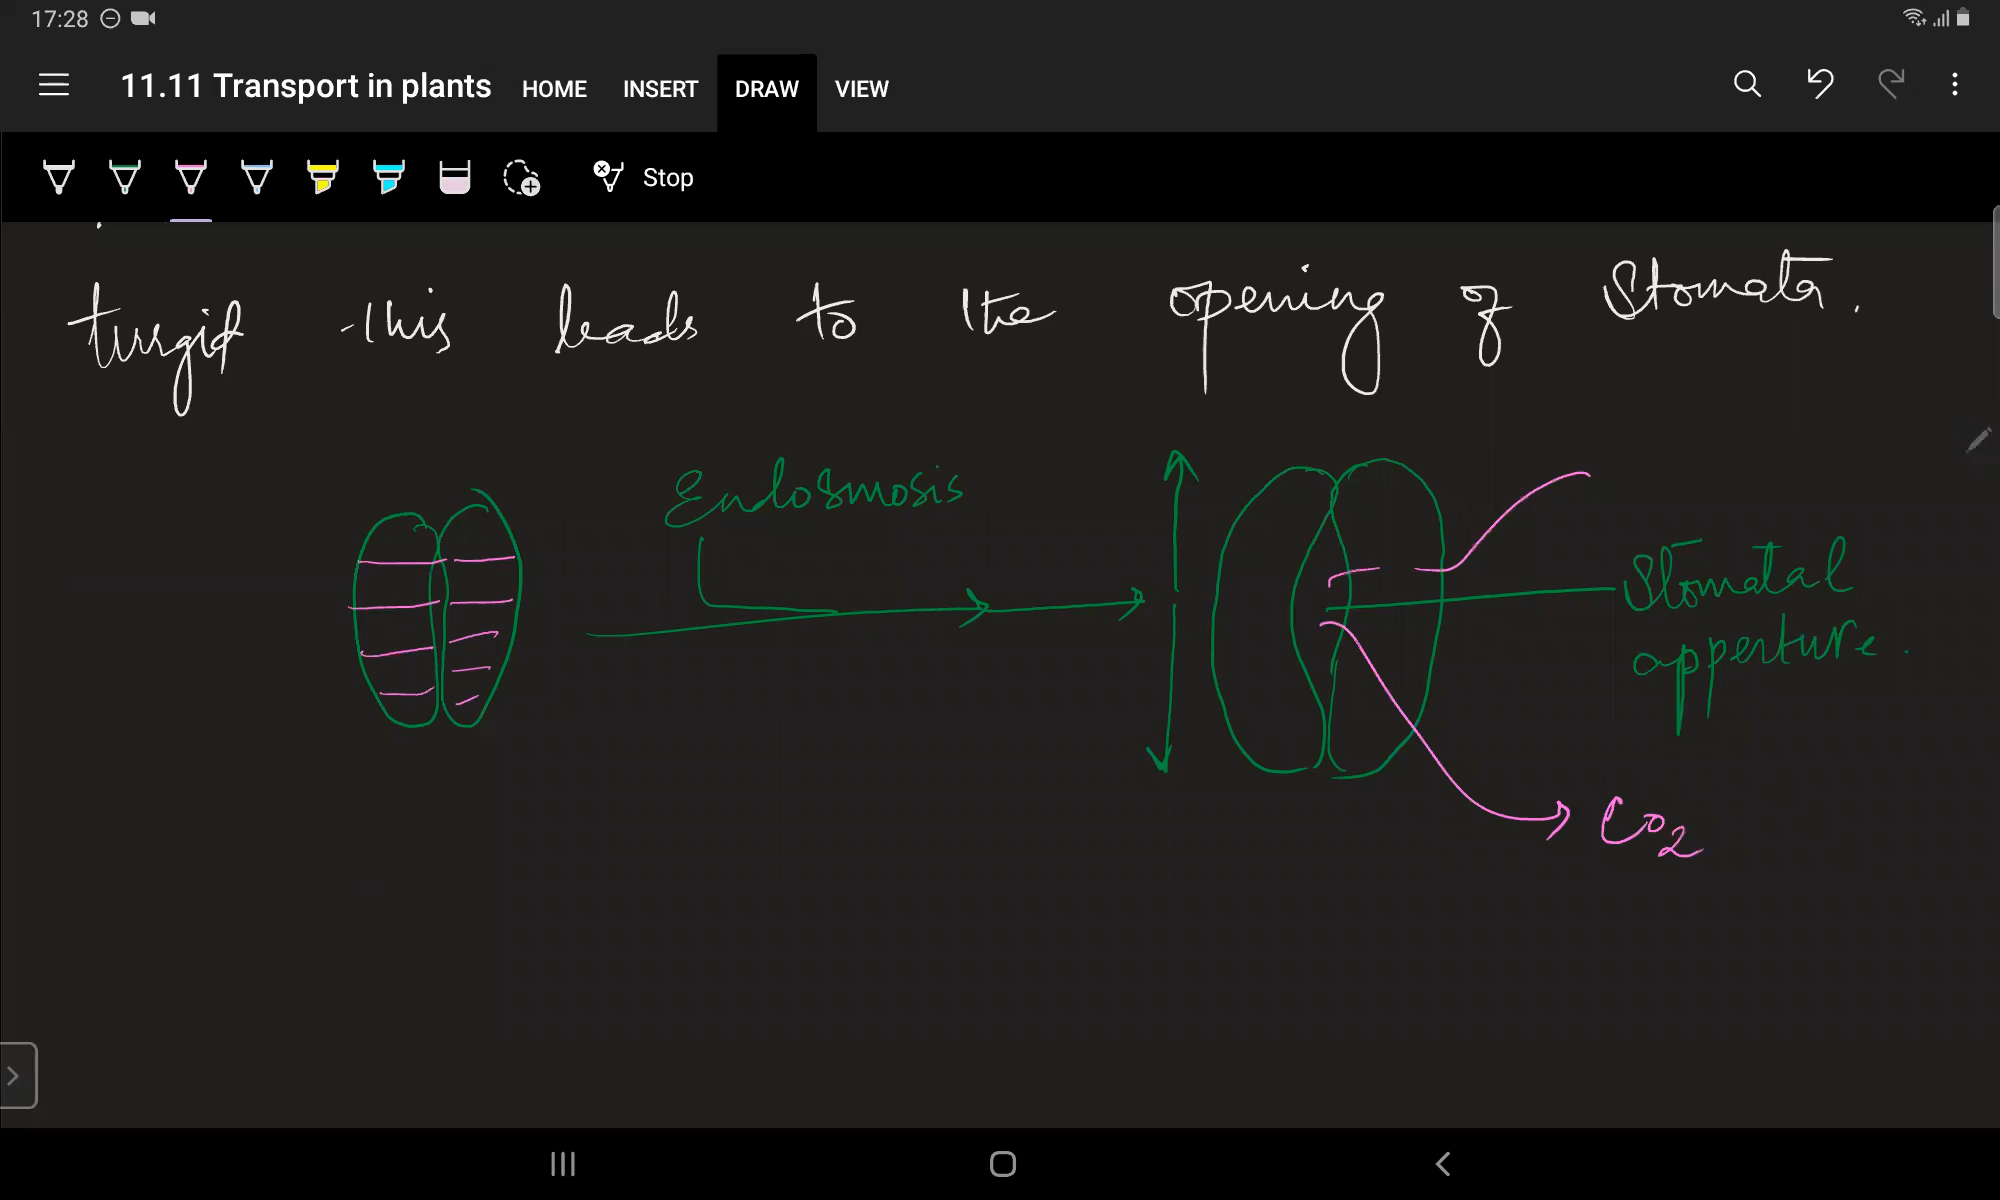 17:28
11.11 Transport in plants HOME INSERT DRAW VIEW
Stop
turgid this leads to the opening of Stomata.
Endosmosis
Stomatal
apperture.
CO2